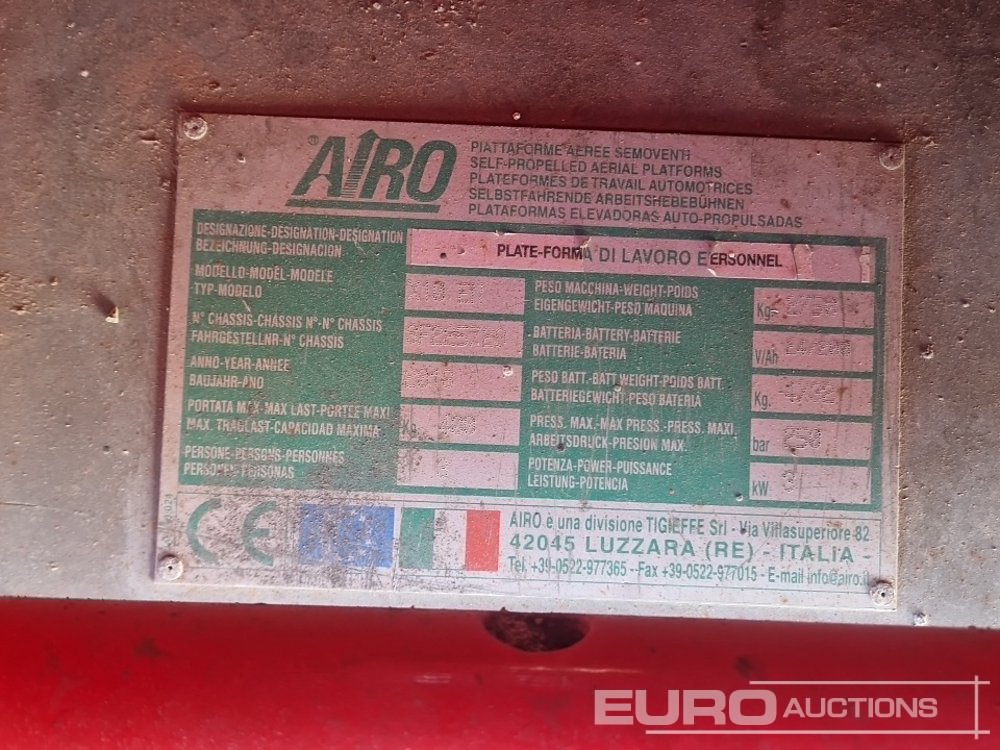 ®AIRO
PIATTAFORME AEREE SEMOVENTI
SELF-PROPELLED AERIAL PLATFORMS
PLATEFORMES DE TRAVAIL AUTOMOTRICES
SELBSTFAHRENDE ARBEITSHEBEBÜHNEN
PLATAFORMAS ELEVADORAS AUTO-PROPULSADAS
DESIGNAZIONE-DÉSIGNATION-DESIGNATION
BEZEICHNUNG-DESIGNACION
PLATE-FORMA DI LAVORO PERSONNEL
MODELLO-MODEL-MODELE
TYP-MODELO
PESO MACCHINA-WEIGHT-POIDS
EIGENGEWICHT-PESO MAQUINA
Kg.
N° CHASSIS-CHÁSSIS N°-N° CHASSIS
FAHRGESTELLNR-N° CHASSIS
BATTERIA-BATTERY-BATTERIE
BATTERIE-BATERIA
V/Ah
ANNO-YEAR-ANNEE
BAUJAHR-ANO
PESO BATT.-BATT WEIGHT-POIDS BATT.
BATTERIEGEWICHT-PESO BATERIA
Kg.
PORTATA MAX-MAX LAST-PORTEE MAXI
MAX. TRAGLAST-CAPACIDAD MAXIMA
Kg.
PRESS. MAX.-MAX PRESS.-PRESS. MAXI.
ARBEITSDRUCK-PRESION MAX.
bar
PERSONE-PERSONS-PERSONNES
PERSONEN-PERSONAS
POTENZA-POWER-PUISSANCE
LEISTUNG-POTENCIA
kW
CE
AIRO è una divisione TIGIEFFE Srl - Via Villasuperiore 82
42045 LUZZARA (RE) - ITALIA -
Tel. +39-0522-977365 - Fax +39-0522-977015 - E-mail info@airo.it
EURO AUCTIONS